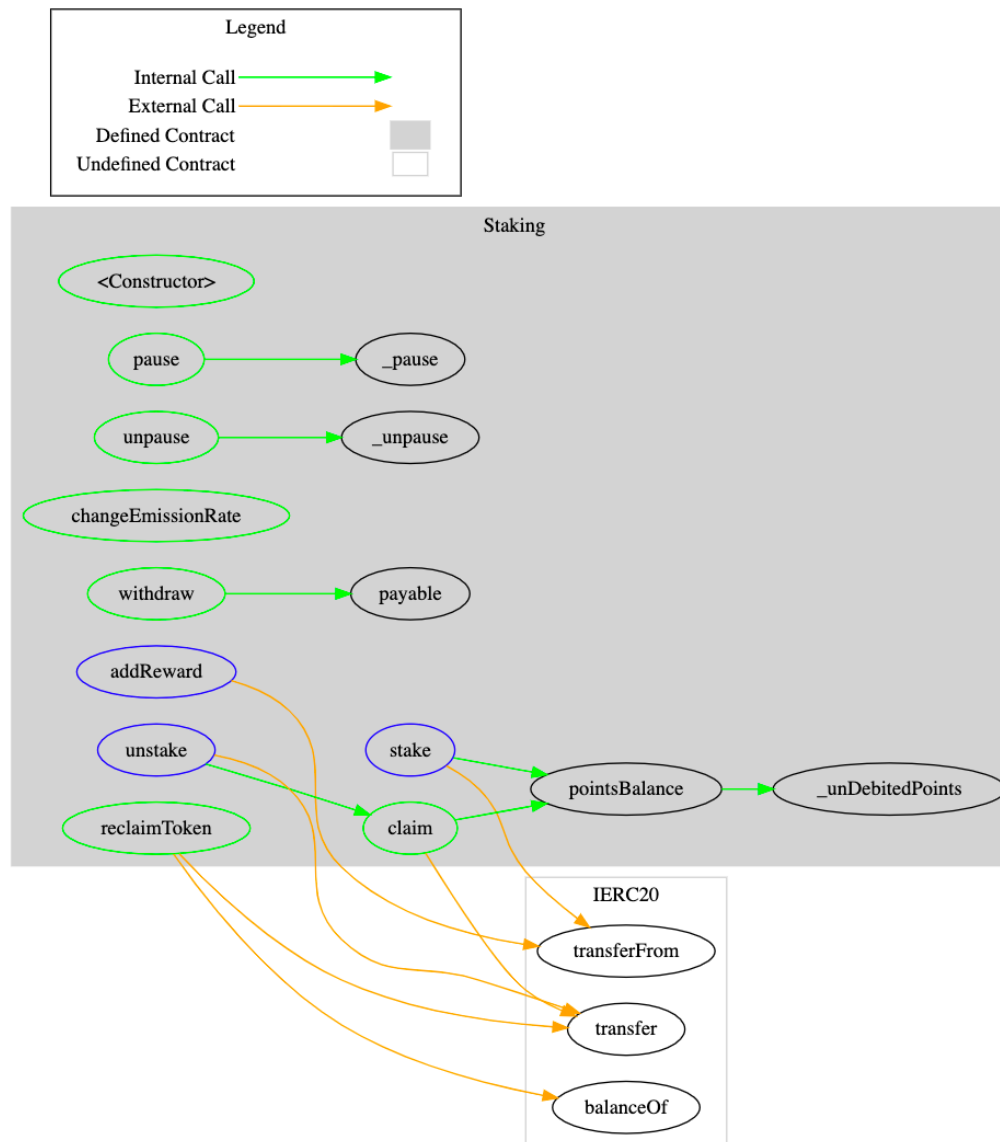 Legend
Internal Call
External Call
Defined Contract
Undefined Contract
Staking
<Constructor>
pause
_pause
unpause
_unpause
changeEmissionRate
withdraw
payable
addReward
unstake
stake
pointsBalance
_unDebitedPoints
reclaimToken
claim
IERC20
transferFrom
transfer
balanceOf